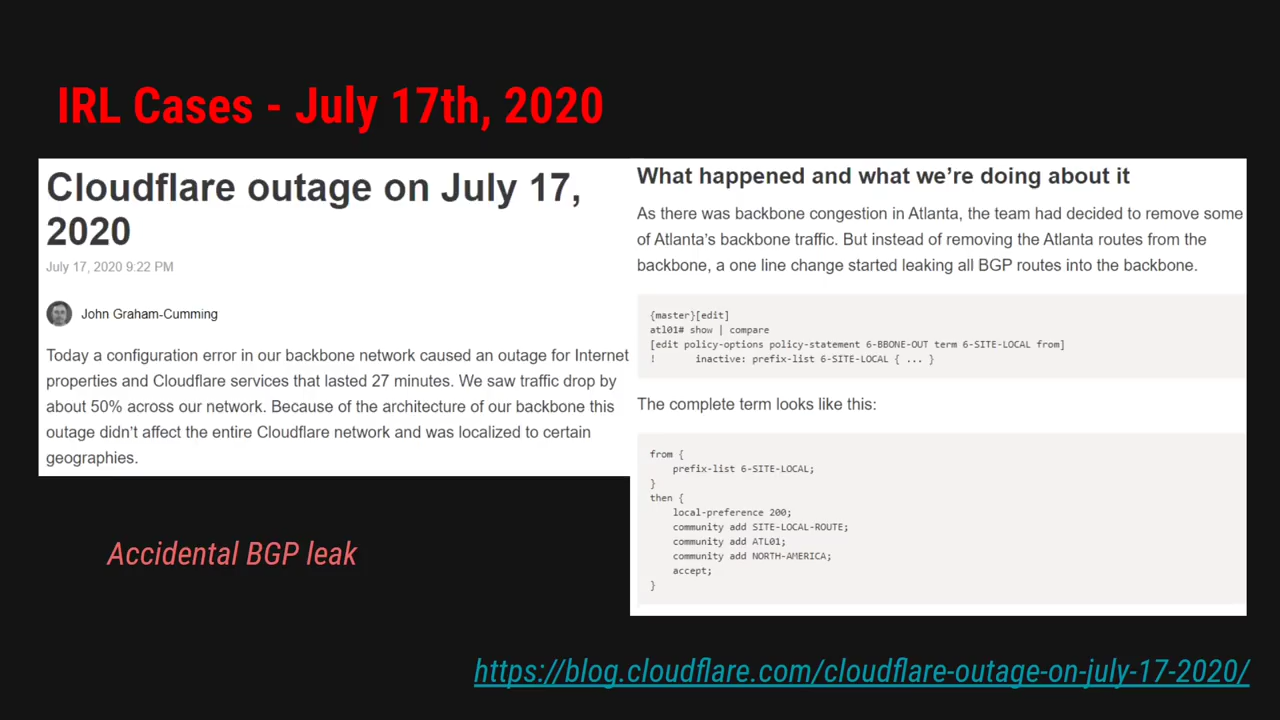 IRL Cases - July 17th, 2020
Cloudflare outage on July 17,
2020
July 17, 2020 9:22 PM
John Graham-Cumming
Today a configuration error in our backbone network caused an outage for Internet
properties and Cloudflare services that lasted 27 minutes. We saw traffic drop by
about 50% across our network. Because of the architecture of our backbone this
outage didn’t affect the entire Cloudflare network and was localized to certain
geographies.
What happened and what we’re doing about it
As there was backbone congestion in Atlanta, the team had decided to remove some
of Atlanta’s backbone traffic. But instead of removing the Atlanta routes from the
backbone, a one line change started leaking all BGP routes into the backbone.
{master}[edit]
atl01# show | compare
[edit policy-options policy-statement 6-BBONE-OUT term 6-SITE-LOCAL from]
!       inactive: prefix-list 6-SITE-LOCAL { ... }
The complete term looks like this:
from {
    prefix-list 6-SITE-LOCAL;
}
then {
    local-preference 200;
    community add SITE-LOCAL-ROUTE;
    community add ATL01;
    community add NORTH-AMERICA;
    accept;
}
Accidental BGP leak
https://blog.cloudflare.com/cloudflare-outage-on-july-17-2020/